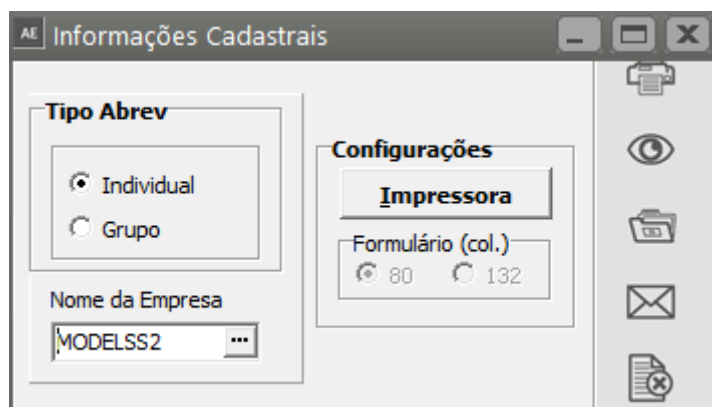 AE Informações Cadastrais
Tipo Abrev
Individual
Grupo
Nome da Empresa
MODELSS2 ...
Configurações
Impressora
Formulário (col.)
80 132